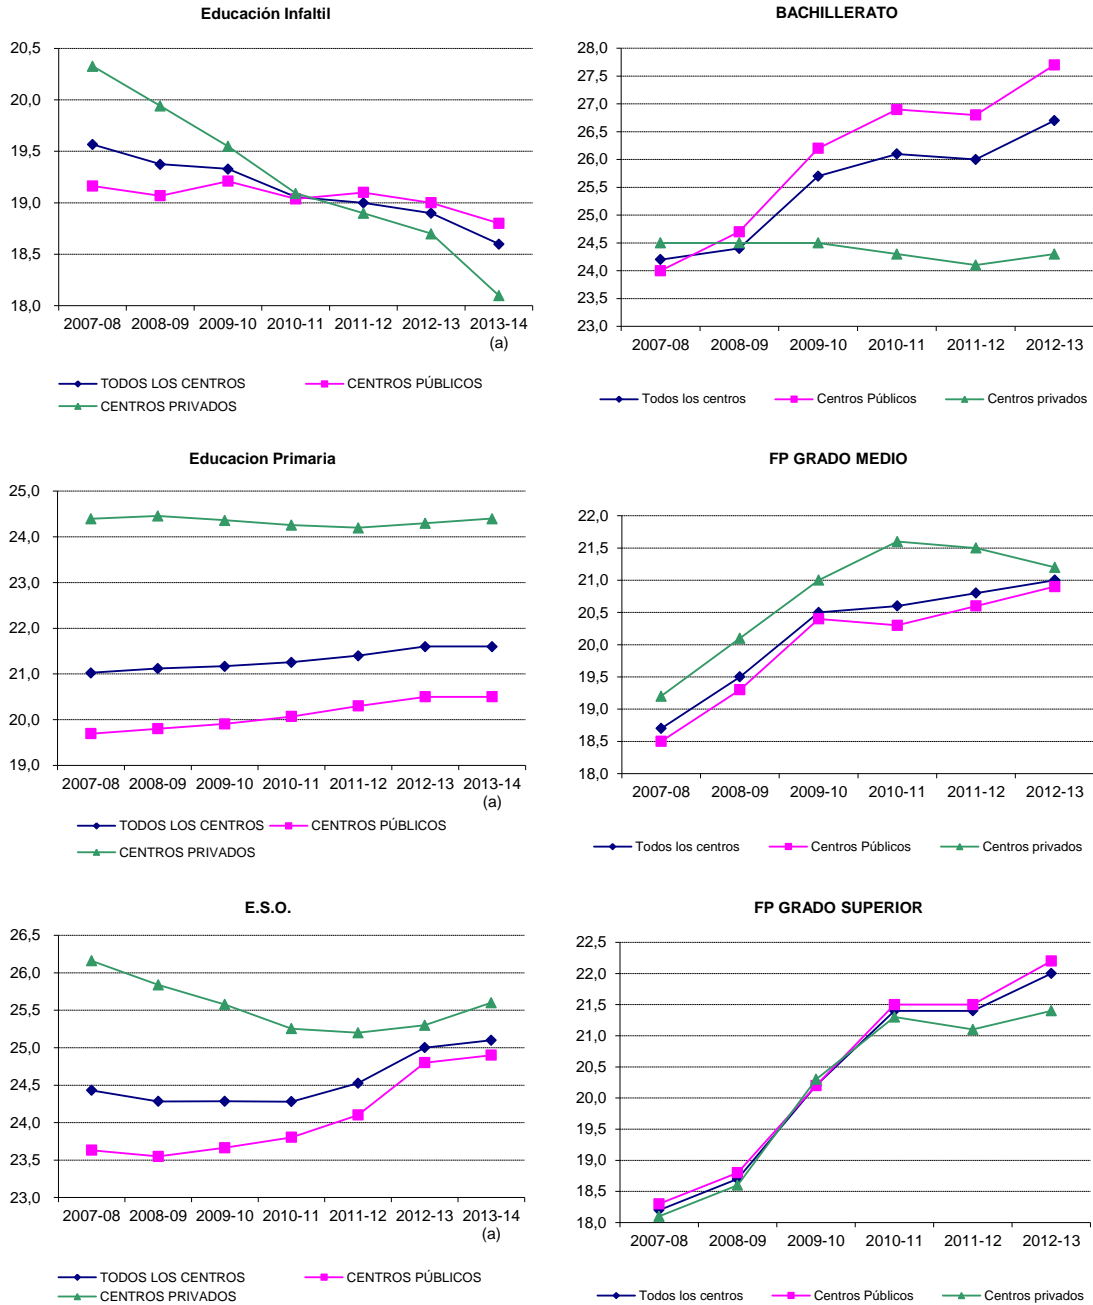 Educación Infaltil
20,5
20,0
19,5
19,0
18,5
18,0
2007-08 2008-09 2009-10 2010-11 2011-12 2012-13 2013-14
(a)
TODOS LOS CENTROS CENTROS PÚBLICOS
CENTROS PRIVADOS
BACHILLERATO
28,0
27,5
27,0
26,5
26,0
25,5
25,0
24,5
24,0
23,5
23,0
2007-08 2008-09 2009-10 2010-11 2011-12 2012-13
Todos los centros Centros Públicos Centros privados
Educacion Primaria
25,0
24,0
23,0
22,0
21,0
20,0
19,0
2007-08 2008-09 2009-10 2010-11 2011-12 2012-13 2013-14
(a)
TODOS LOS CENTROS CENTROS PÚBLICOS
CENTROS PRIVADOS
FP GRADO MEDIO
22,0
21,5
21,0
20,5
20,0
19,5
19,0
18,5
18,0
2007-08 2008-09 2009-10 2010-11 2011-12 2012-13
Todos los centros Centros Públicos Centros privados
E.S.O.
26,5
26,0
25,5
25,0
24,5
24,0
23,5
23,0
2007-08 2008-09 2009-10 2010-11 2011-12 2012-13 2013-14
(a)
TODOS LOS CENTROS CENTROS PÚBLICOS
CENTROS PRIVADOS
FP GRADO SUPERIOR
22,5
22,0
21,5
21,0
20,5
20,0
19,5
19,0
18,5
18,0
2007-08 2008-09 2009-10 2010-11 2011-12 2012-13
Todos los centros Centros Públicos Centros privados